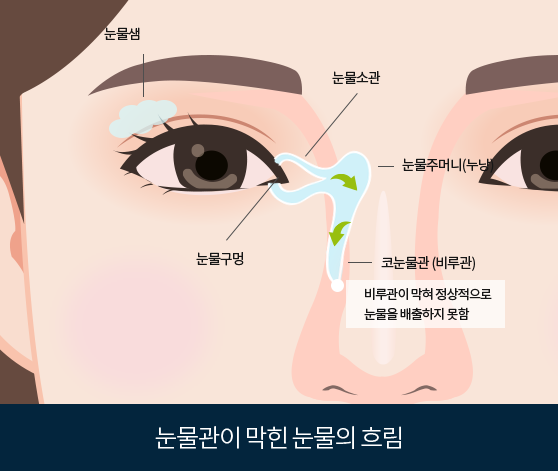 눈물샘
눈물소관
눈물주머니(누낭)
눈물구멍
코눈물관 (비루관)
비루관이 막혀 정상적으로
눈물을 배출하지 못함
눈물관이 막힌 눈물의 흐림